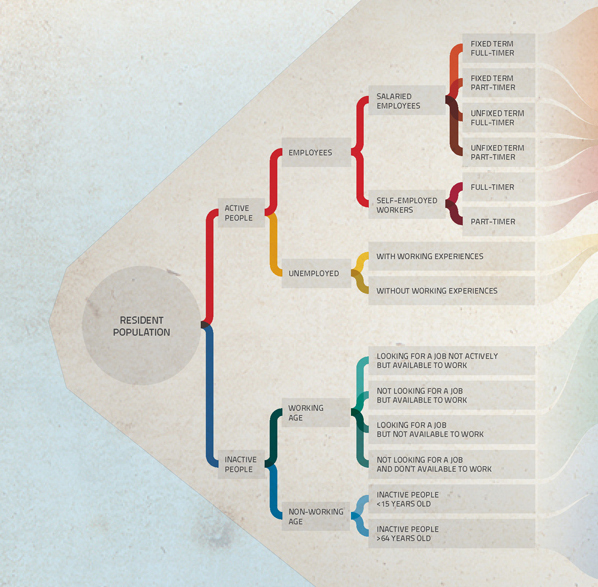 FIXED TERM
FULL-TIMER
FIXED TERM
PART-TIMER
SALARIED
EMPLOYEES
UNFIXED TERM
FULL-TIMER
EMPLOYEES
UNFIXED TERM
PART-TIMER
FULL-TIMER
SELF-EMPLOYED
WORKERS
ACTIVE
PEOPLE
PART-TIMER
WITH WORKING EXPERIENCES
UNEMPLOYED
WITHOUT WORKING EXPERIENCES
RESIDENT
POPULATION
LOOKING FOR A JOB NOT ACTIVELY
BUT AVAILABLE TO WORK
NOT LOOKING FOR A JOB
BUT AVAILABLE TO WORK
WORKING
AGE
LOOKING FOR A JOB
BUT NOT AVAILABLE TO WORK
INACTIVE
PEOPLE
NOT LOOKING FOR A JOB
AND DON'T AVAILABLE TO WORK
INACTIVE PEOPLE
<15 YEARS OLD
NON-WORKING
AGE
INACTIVE PEOPLE
>64 YEARS OLD